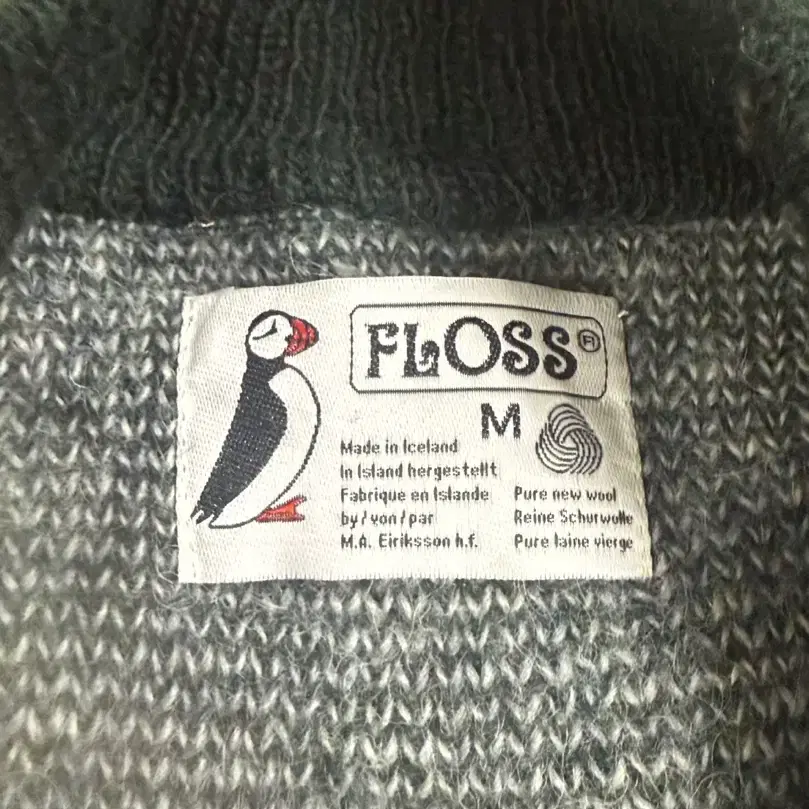 FLOSS®
M
Made in Iceland
In Island hergestellt
Fabrique en Islande
by/von/par
M.A. Eiriksson h.f.
Pure new wool
Reine Schurwolle
Pure laine vierge